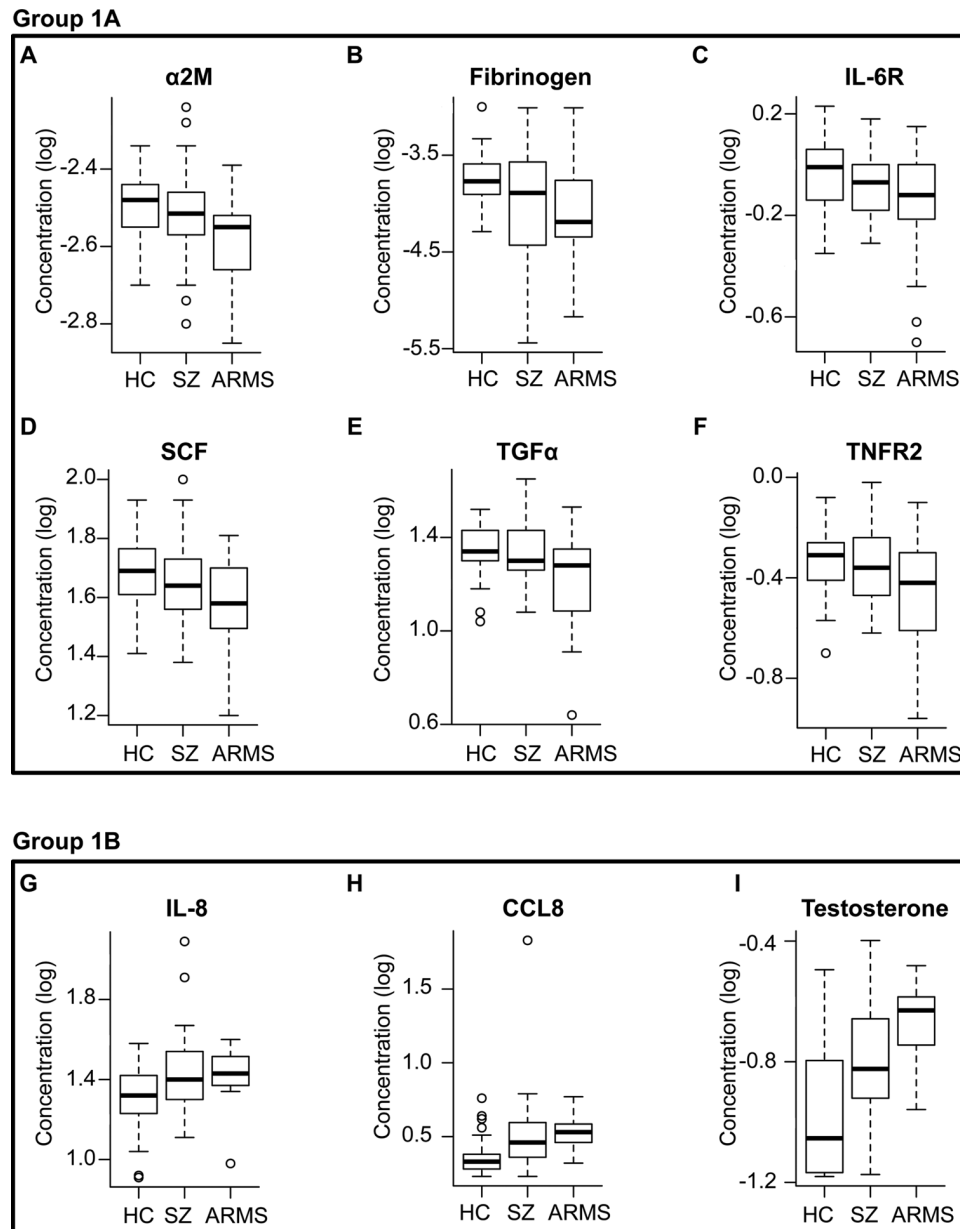 Group 1A
A
α2M
Concentration (log)
-2.4
-2.6
-2.8
HC SZ ARMS
B
Fibrinogen
Concentration (log)
-3.5
-4.5
-5.5
HC SZ ARMS
C
IL-6R
Concentration (log)
0.2
-0.2
-0.6
HC SZ ARMS
D
SCF
Concentration (log)
2.0
1.8
1.6
1.4
1.2
HC SZ ARMS
E
TGFα
Concentration (log)
1.4
1.0
0.6
HC SZ ARMS
F
TNFR2
Concentration (log)
0.0
-0.4
-0.8
HC SZ ARMS
Group 1B
G
IL-8
Concentration (log)
1.8
1.4
1.0
HC SZ ARMS
H
CCL8
Concentration (log)
1.5
1.0
0.5
HC SZ ARMS
I
Testosterone
Concentration (log)
-0.4
-0.8
-1.2
HC SZ ARMS